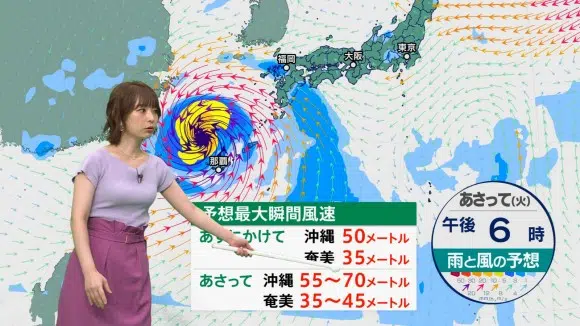 福岡
大阪
東京
那覇
予想最大瞬間風速
あすにかけて 沖縄 50メートル
奄美 35メートル
あさって 沖縄 55～70メートル
奄美 35～45メートル
あさって(火)
午後 6時
雨と風の予想